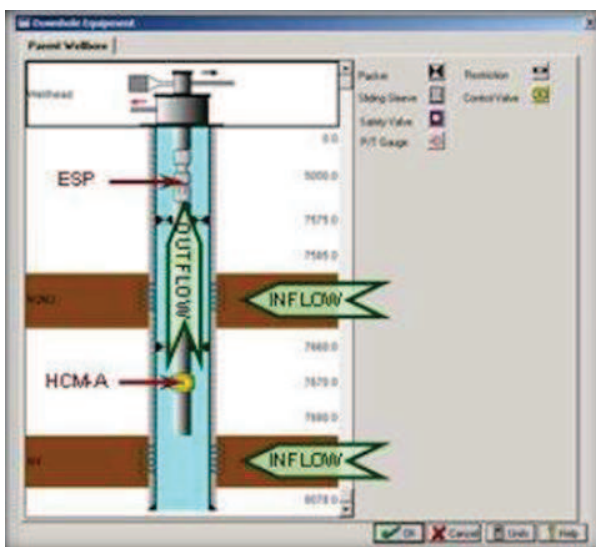 Downhole Equipment
Parent Wellbore
Wellhead
Packer
Restriction
Sliding Sleeve
Control Valve
Safety Valve
P/T Gauge
0.0
ESP
5000.0
7575.0
OUTFLOW
7585.0
INFLOW
7660.0
HCM-A
7670.0
7680.0
INFLOW
8078.0
OK
Cancel
Units
Help